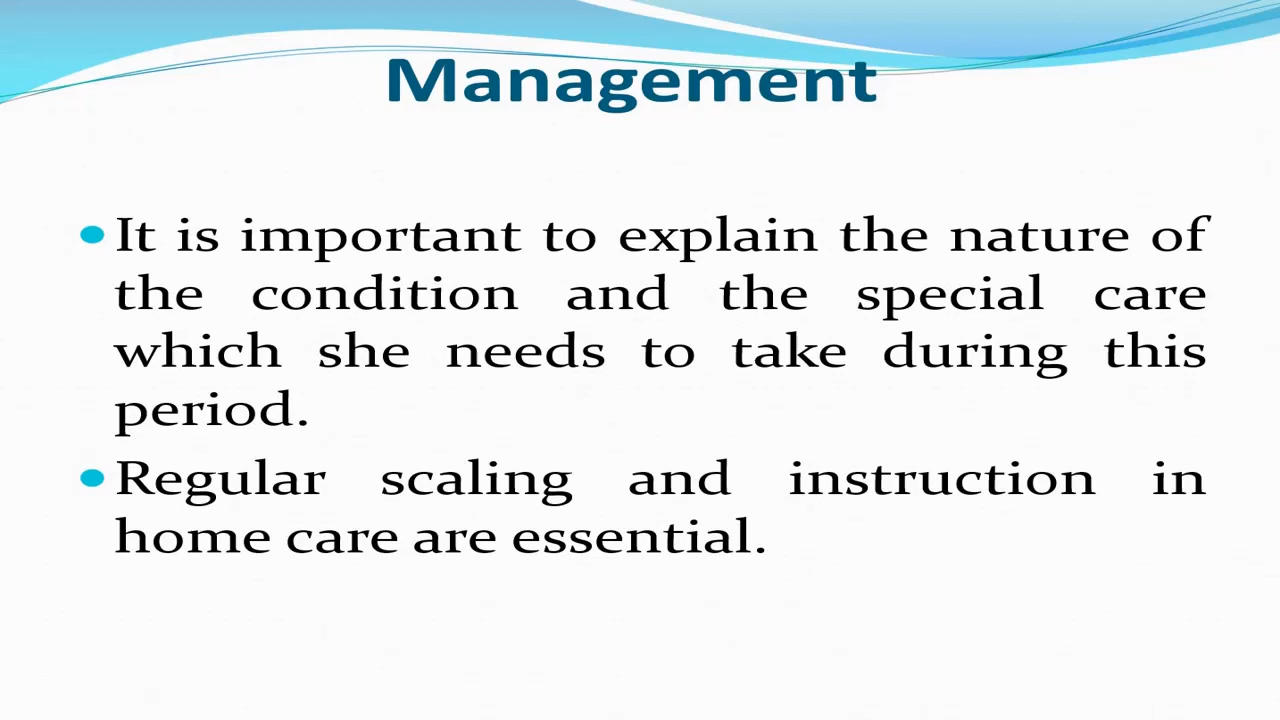 Management
• It is important to explain the nature of
the condition and the special care
which she needs to take during this
period.
• Regular scaling and instruction in
home care are essential.